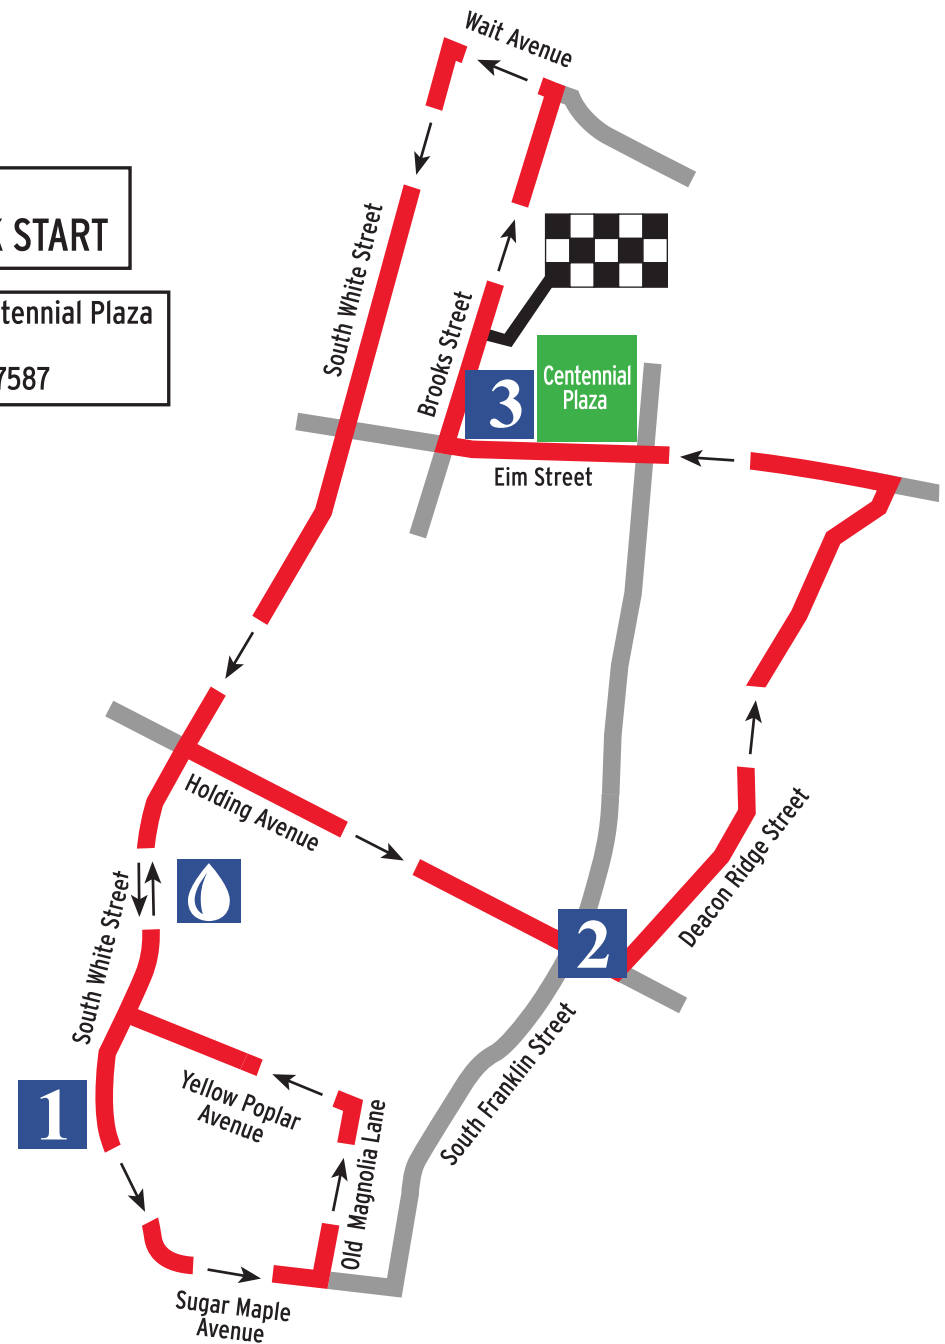 Wait Avenue
START
tennial Plaza
7587
South White Street
Brooks Street
3
Centennial
Plaza
Eim Street
Holding Avenue
South White Street
2
Deacon Ridge Street
1
Yellow Poplar
Avenue
Old Magnolia Lane
South Franklin Street
Sugar Maple
Avenue